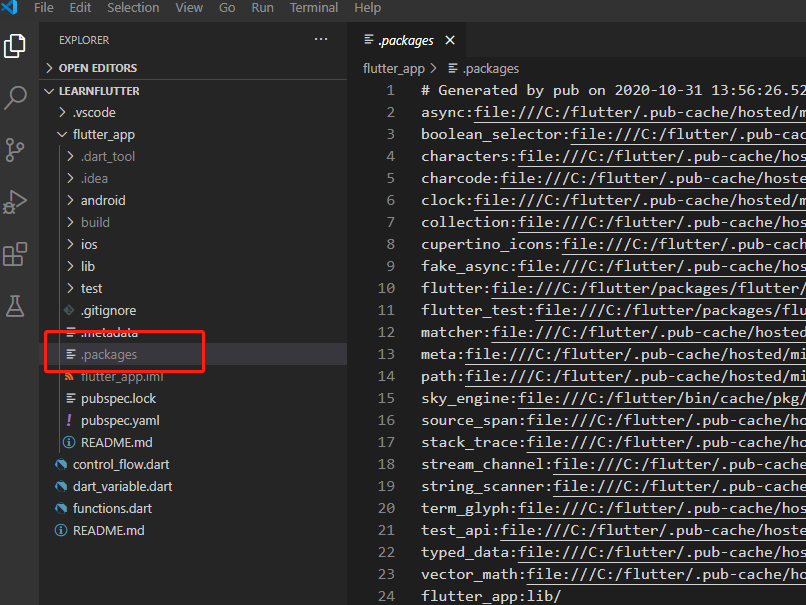 File Edit Selection View Go Run Terminal Help
EXPLORER ...
OPEN EDITORS
LEARNFLUTTER
.vscode
flutter_app
.dart_tool
.idea
android
build
ios
lib
test
.gitignore
.metadata
.packages
flutter_app.iml
pubspec.lock
! pubspec.yaml
README.md
control_flow.dart
dart_variable.dart
functions.dart
README.md
.packages ×
flutter_app > .packages
1 # Generated by pub on 2020-10-31 13:56:26.52
2 async:file:///C:/flutter/.pub-cache/hosted/m
3 boolean_selector:file:///C:/flutter/.pub-cac
4 characters:file:///C:/flutter/.pub-cache/hos
5 charcode:file:///C:/flutter/.pub-cache/hoste
6 clock:file:///C:/flutter/.pub-cache/hosted/m
7 collection:file:///C:/flutter/.pub-cache/hos
8 cupertino_icons:file:///C:/flutter/.pub-cach
9 fake_async:file:///C:/flutter/.pub-cache/hos
10 flutter:file:///C:/flutter/packages/flutter/
11 flutter_test:file:///C:/flutter/packages/flu
12 matcher:file:///C:/flutter/.pub-cache/hosted
13 meta:file:///C:/flutter/.pub-cache/hosted/mi
14 path:file:///C:/flutter/.pub-cache/hosted/mi
15 sky_engine:file:///C:/flutter/bin/cache/pkg/
16 source_span:file:///C:/flutter/.pub-cache/ho
17 stack_trace:file:///C:/flutter/.pub-cache/ho
18 stream_channel:file:///C:/flutter/.pub-cache
19 string_scanner:file:///C:/flutter/.pub-cache
20 term_glyph:file:///C:/flutter/.pub-cache/hos
21 test_api:file:///C:/flutter/.pub-cache/hoste
22 typed_data:file:///C:/flutter/.pub-cache/hos
23 vector_math:file:///C:/flutter/.pub-cache/ho
24 flutter_app:lib/